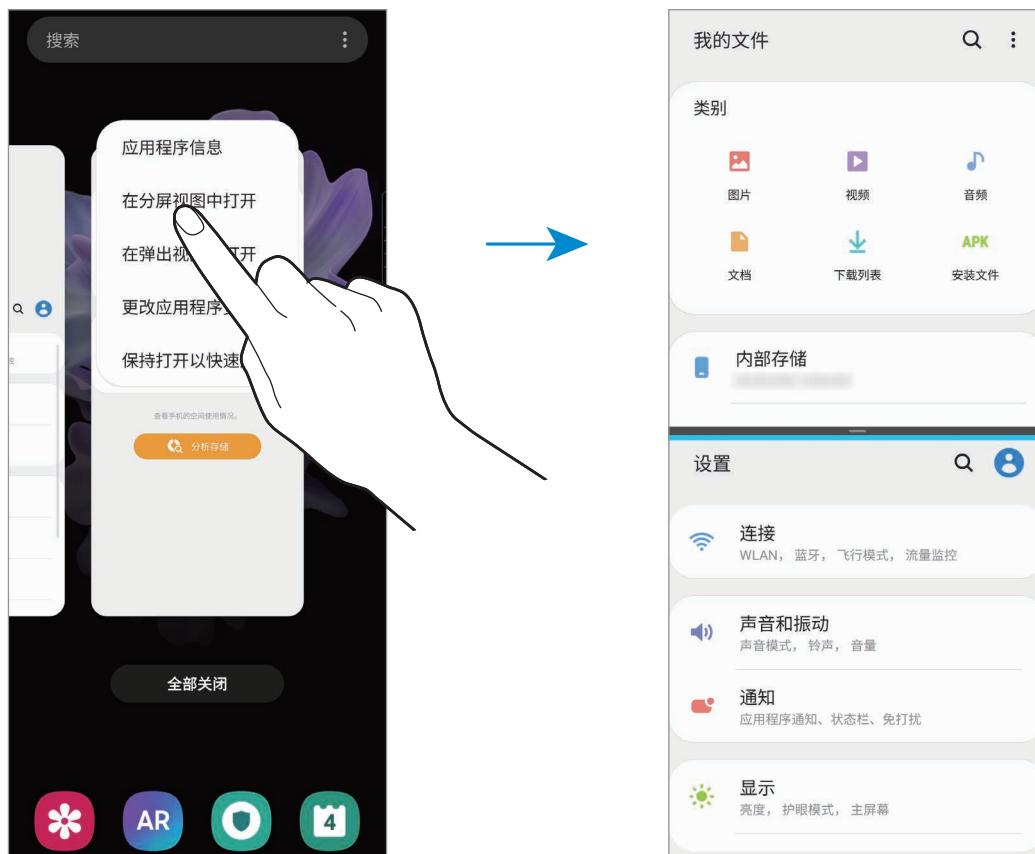 搜索
应用程序信息
在分屏视图中打开
在弹出视
开
更改应用程序
保持打开以快速
查看手机的空间使用情况。
分析存储
全部关闭
AR
4
我的文件
类别
图片
视频
音频
APK
文档
下载列表
安装文件
内部存储
设置
连接
WLAN， 蓝牙， 飞行模式， 流量监控
声音和振动
声音模式， 铃声， 音量
通知
应用程序通知、状态栏、免打扰
显示
亮度， 护眼模式， 主屏幕